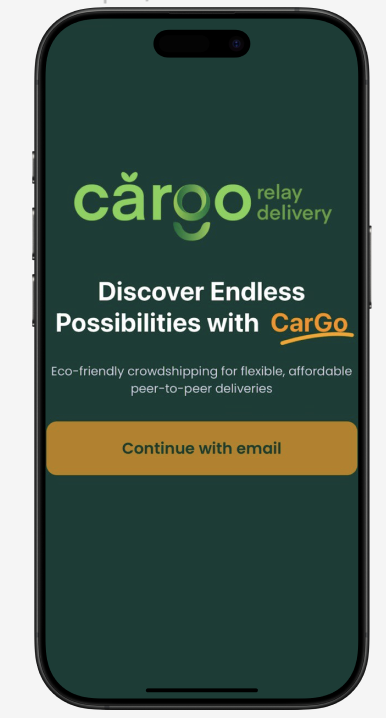 cărgo relay
delivery
Discover Endless
Possibilities with CarGo
Eco-friendly crowdshipping for flexible, affordable
peer-to-peer deliveries
Continue with email